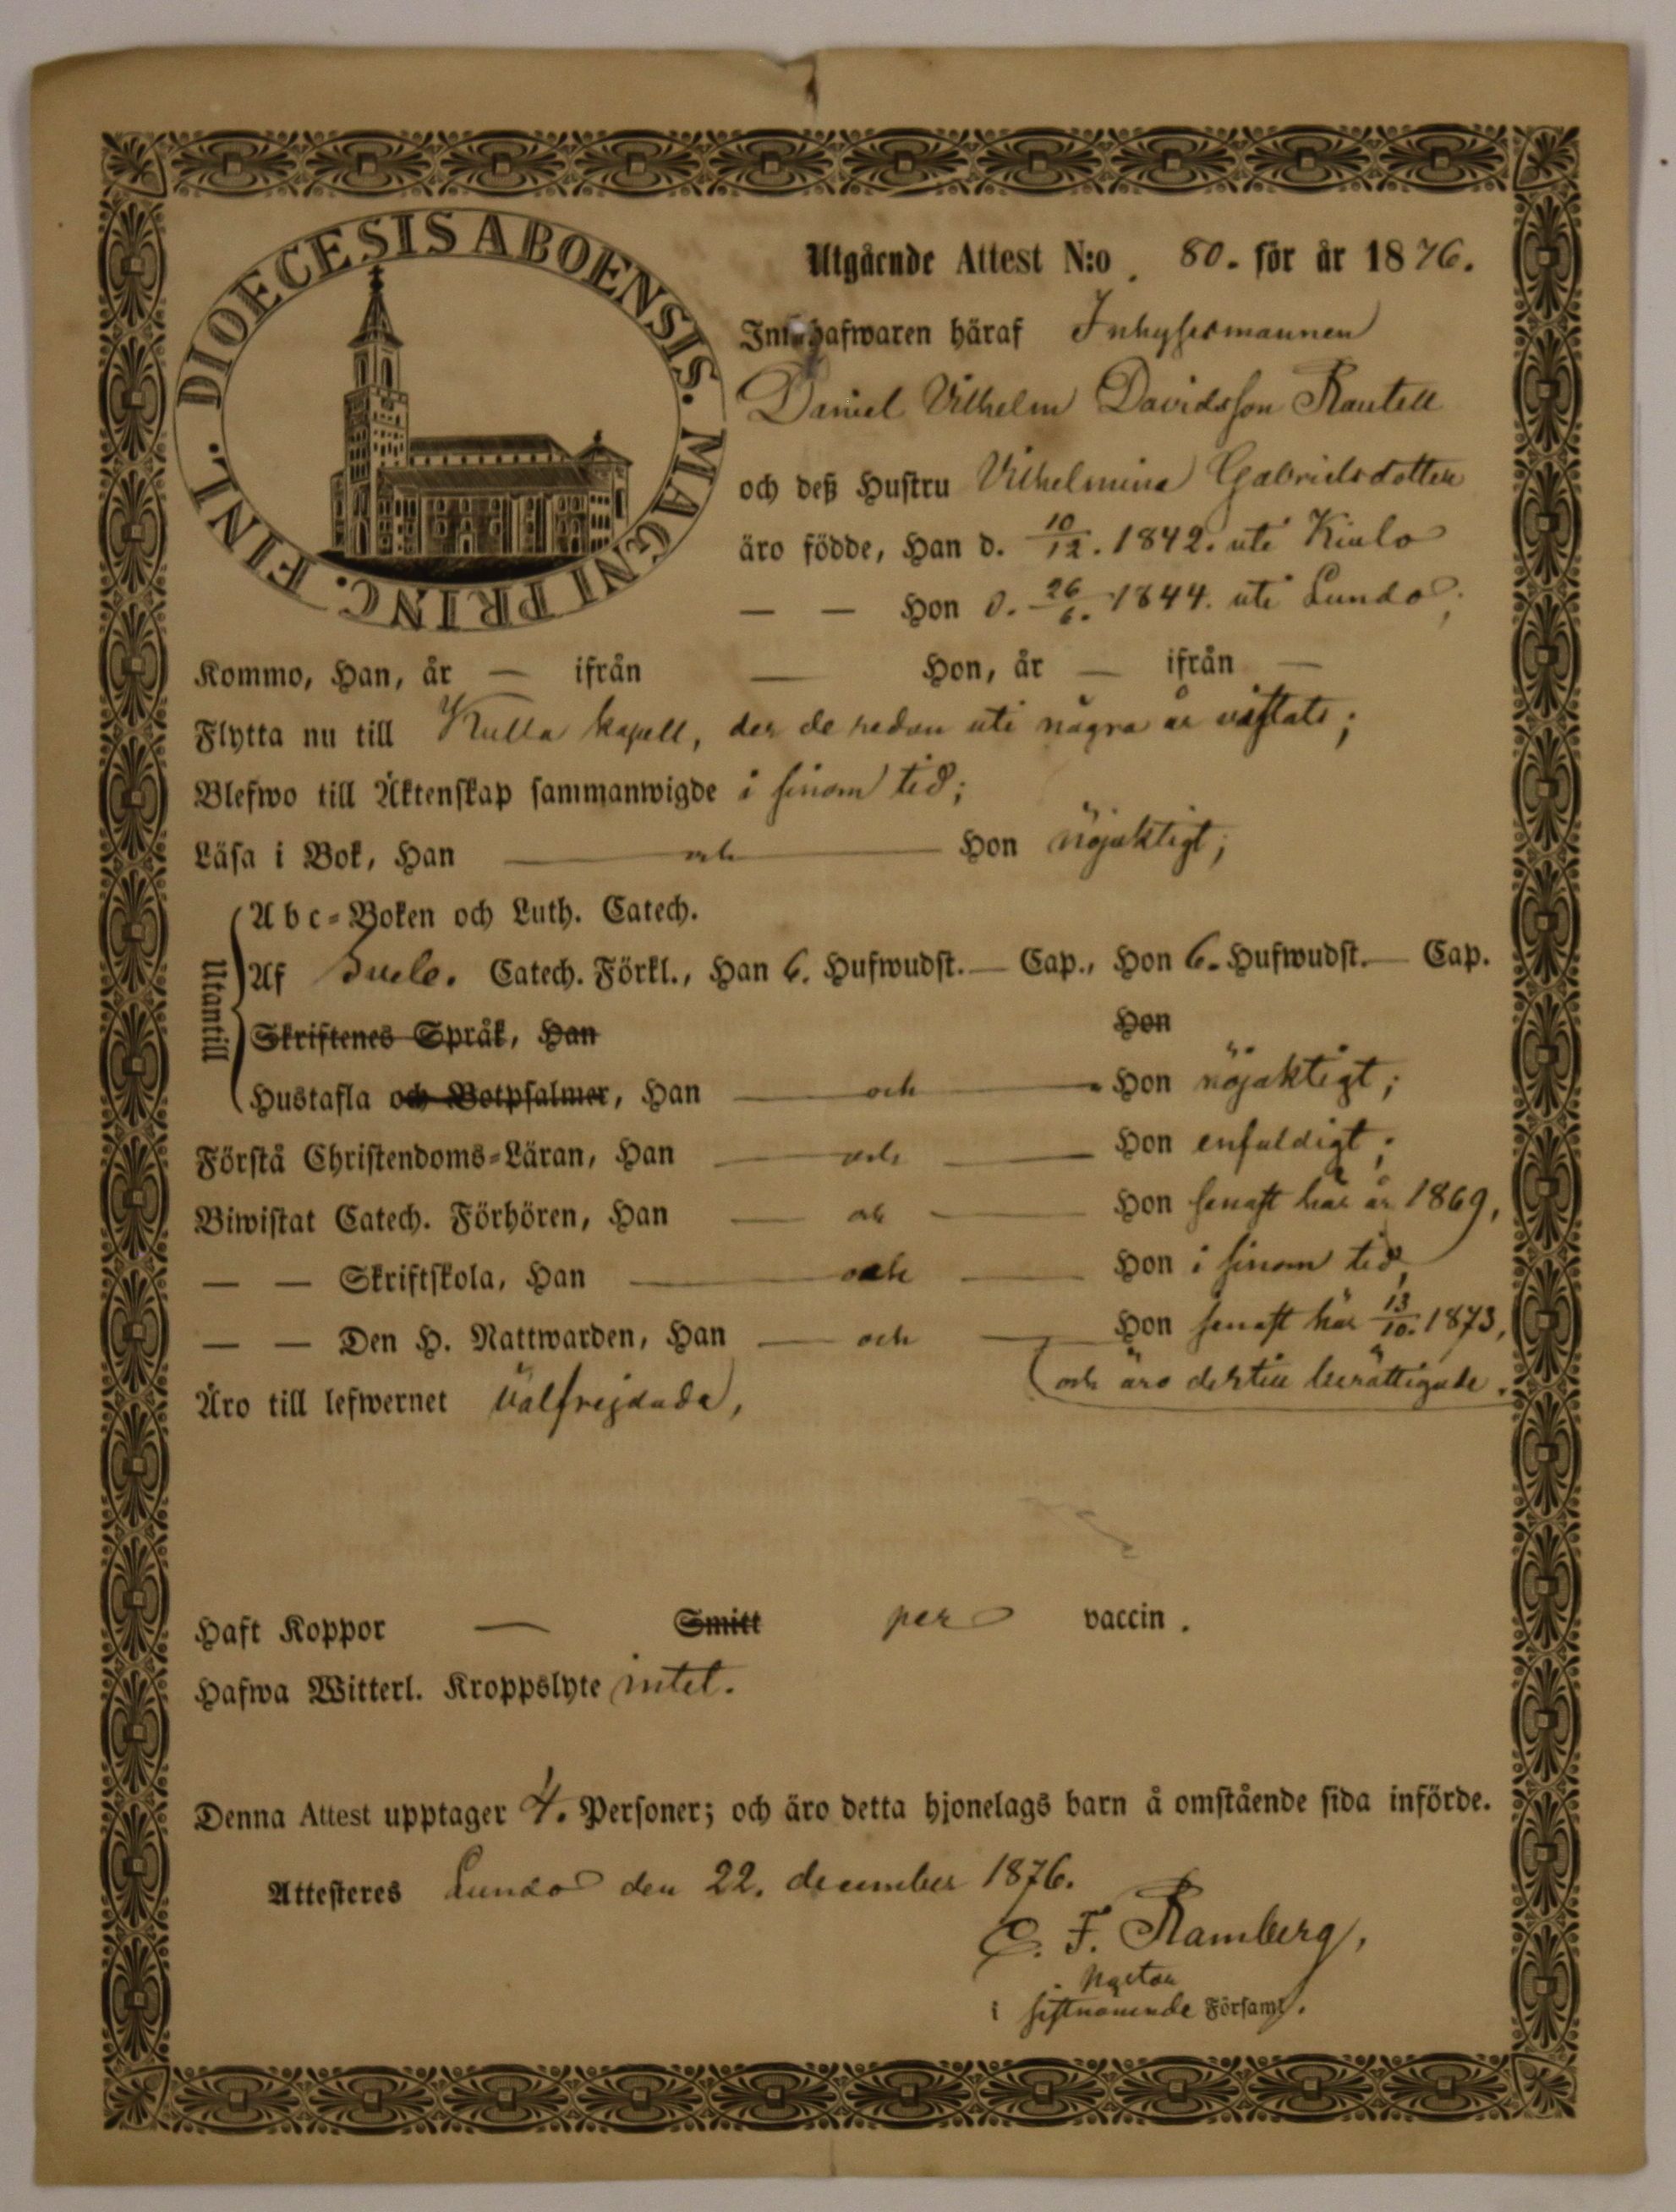 DIOECESIS ABOENSIS. MAGNI PRINC. FINL.
Utgående Attest N:o 80. för år 1876.
Innehafwaren häraf Inhysesmannen
Daniel Vilhelm Davidsson Rautell
och deß Hustru Vilhelmina Gabrielsdotter
äro födde, Han d. 10/12. 1842. uti Kiulo
— — Hon d. 26/6. 1844. uti Lundo;
Kommo, Han, år — ifrån — Hon, år — ifrån —
Flytta nu till Kulla kapell, der de redan uti några år vistats;
Blefwo till Äktenskap sammanwigde i sinom tid;
Läsa i Bok, Han — och — Hon nöjaktigt;
Utantill
Abc-Boken och Luth. Catech.
Af Catech. Förkl., Han 6. Hufwudst. — Cap., Hon 6. Hufwudst. — Cap.
Skriftenes Språk, Han Hon
Hustafla och Botpsalmer, Han — och — Hon nöjaktigt;
Förstå Christendoms-Läran, Han — och — Hon enfaldigt;
Biwistat Catech. Förhören, Han — och — Hon senast här år 1869,
— — Skriftskola, Han — och — Hon i sinom tid,
— — Den H. Nattwarden, Han — och — Hon senast här 13/10. 1873,
och äro dertill berättigade.
Äro till lefwernet välfrejdade,
Haft Koppor — Smitt per vaccin.
Hafwa Witterl. Kroppslyte intet.
Denna Attest upptager 4. Personer; och äro detta hjonelags barn å omstående sida införde.
Attesteres Lundo den 22. december 1876.
C. F. Ramberg,
Pastor
i sistnämnde Församl.